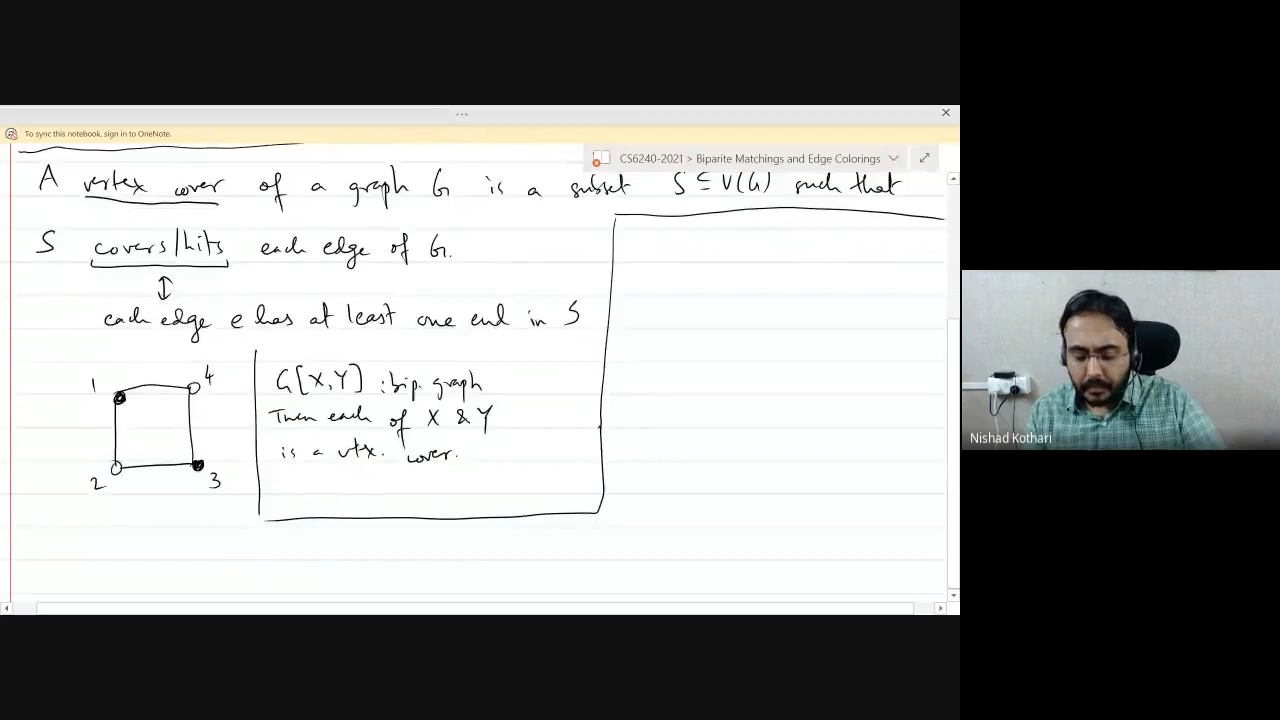 To sync this notebook, sign in to OneNote.
CS6240-2021 > Biparite Matchings and Edge Colorings
A vertex cover of a graph G is a subset S ⊆ V(G) such that
S covers/hits each edge of G.
↕
each edge e has at least one end in S
1 4
2 3
G[X,Y] : bip. graph
Then each of X & Y
is a vtx. cover.
Nishad Kothari